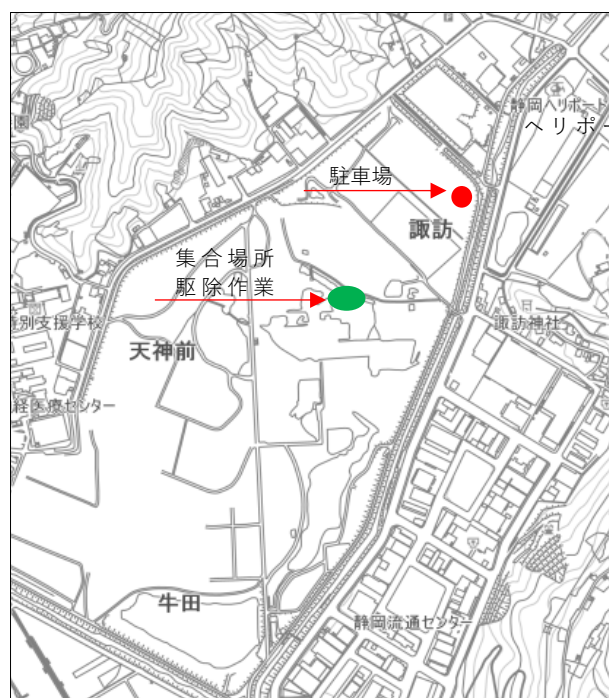 静岡ヘリポート
ヘリポー
駐車場
諏訪
集合場所
駆除作業
特別支援学校
諏訪神社
天神前
経医療センター
牛田
静岡流通センター